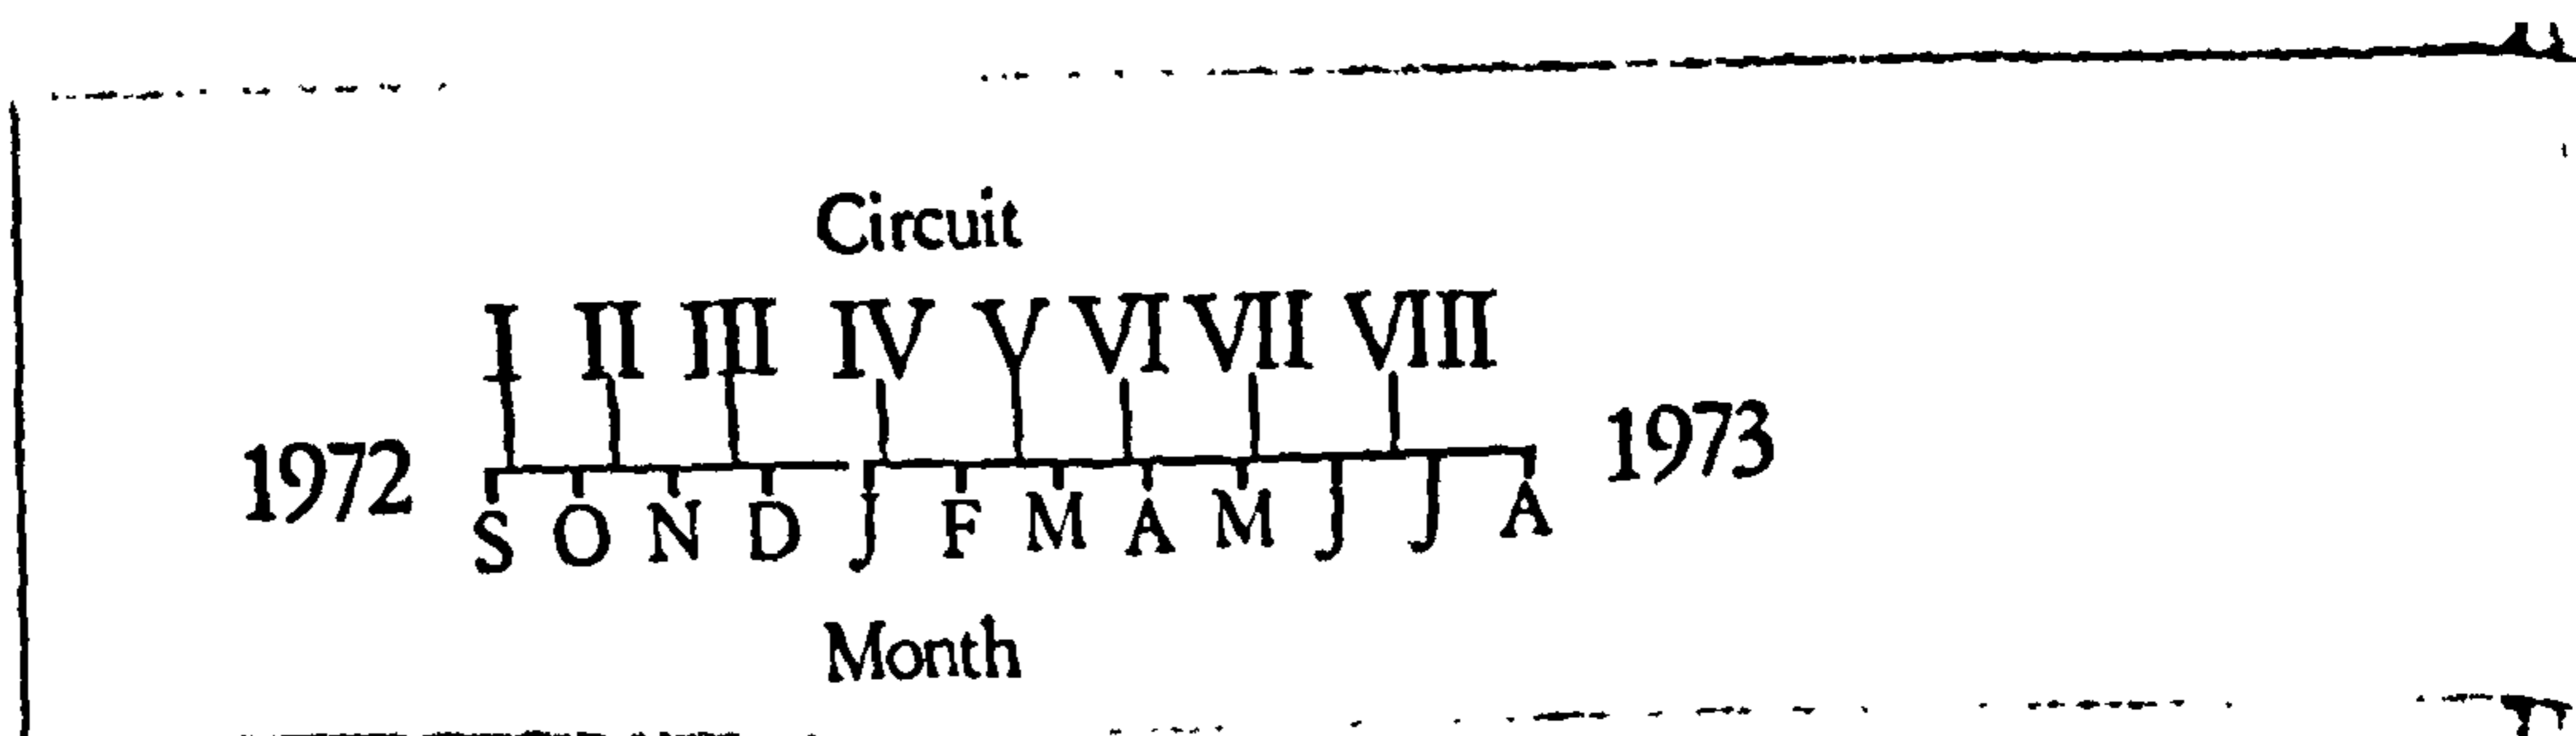 Circuit
I II III IV V VI VII VIII
1972 1973
S O N D J F M A M J J A
Month